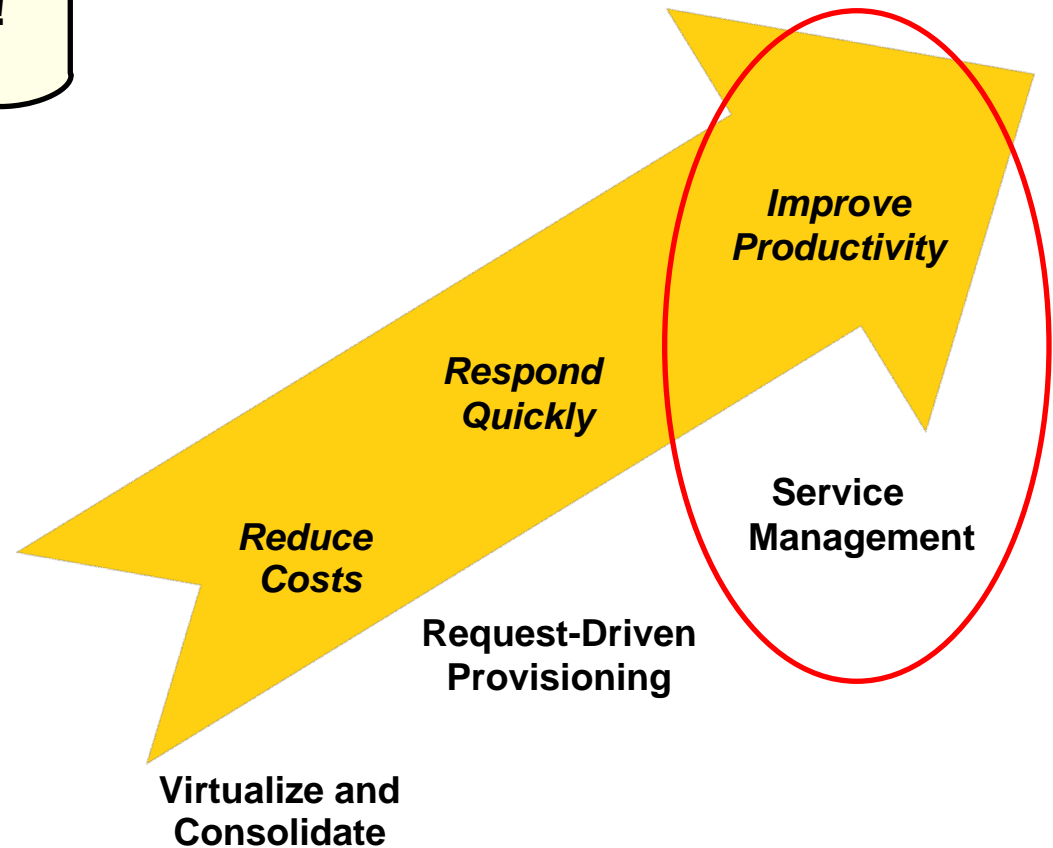 !
Improve
Productivity
Respond
Quickly
Service
Management
Reduce
Costs
Request-Driven
Provisioning
Virtualize and
Consolidate